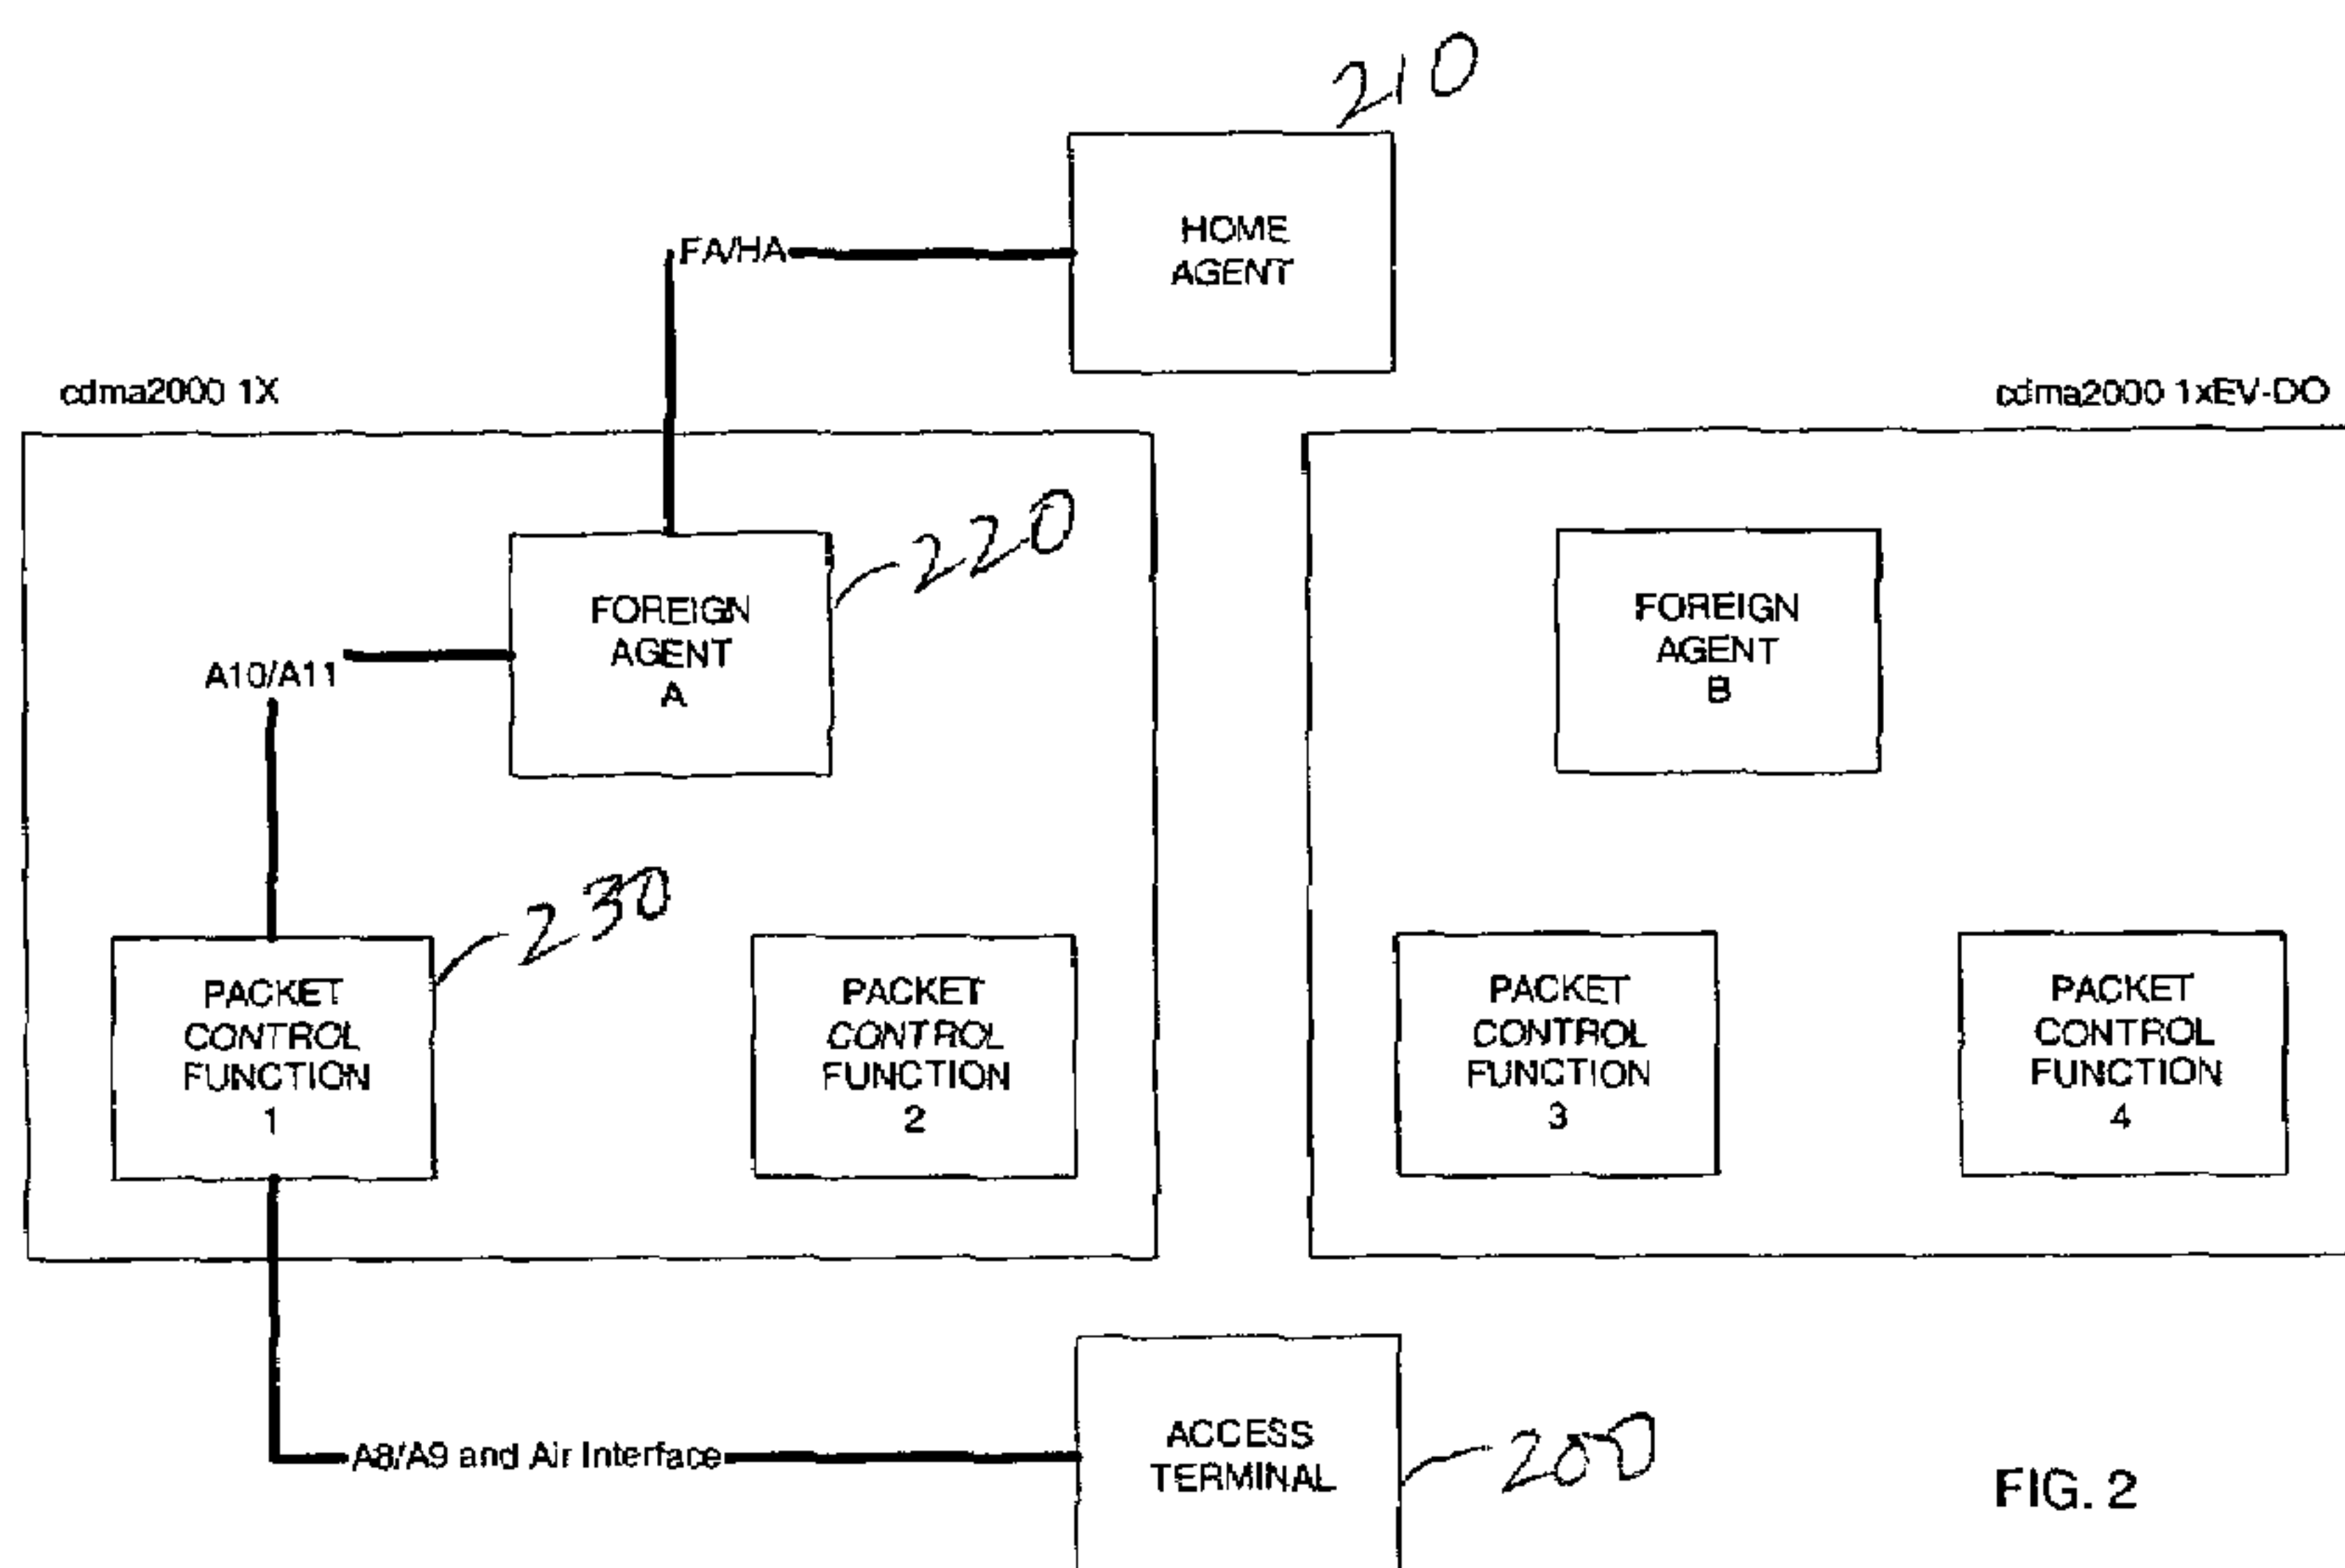 210
HOME
AGENT
FA/HA
cdma2000 1X
cdma2000 1xEV-DO
220
FOREIGN
AGENT
A
FOREIGN
AGENT
B
A10/A11
230
PACKET
CONTROL
FUNCTION
1
PACKET
CONTROL
FUNCTION
2
PACKET
CONTROL
FUNCTION
3
PACKET
CONTROL
FUNCTION
4
A8/A9 and Air Interface
ACCESS
TERMINAL
200
FIG. 2